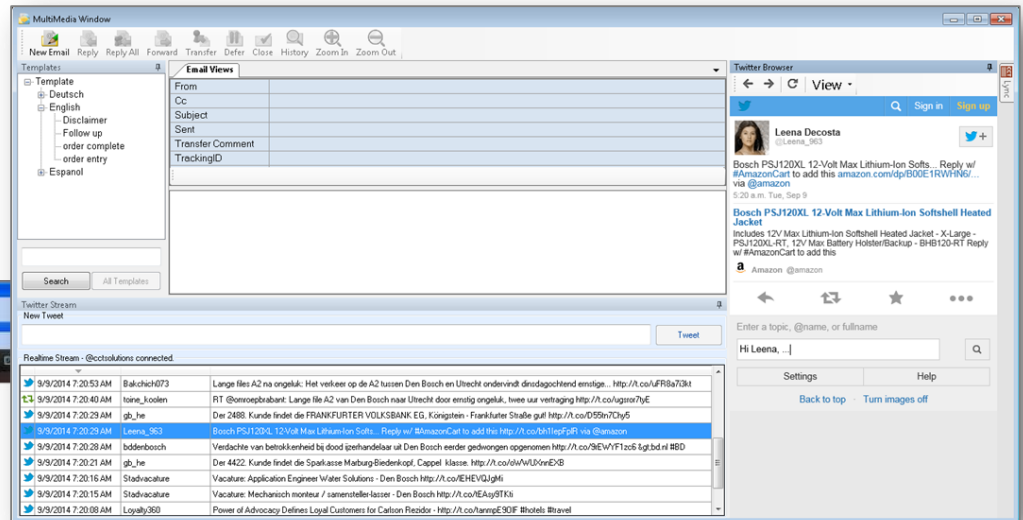 MultiMedia Window
New Email Reply Reply All Forward Transfer Defer Close History Zoom In Zoom Out
Templates
Template
Deutsch
English
Disclaimer
Follow up
order complete
order entry
Espanol
Search All Templates
Email Views
From
Cc
Subject
Sent
Transfer Comment
TrackingID
Twitter Browser
Lync
View
Sign in Sign up
Leena Decosta
@Leena_963
Bosch PSJ120XL 12-Volt Max Lithium-Ion Softs... Reply w/
#AmazonCart to add this amazon.com/dp/B00E1RWHN6/...
via @amazon
5:20 a.m. Tue, Sep 9
Bosch PSJ120XL 12-Volt Max Lithium-Ion Softshell Heated
Jacket
Includes 12V Max Lithium-Ion Softshell Heated Jacket - X-Large -
PSJ120XL-RT, 12V Max Battery Holster/Backup - BHB120-RT Reply
w/ #AmazonCart to add this
a Amazon @amazon
Enter a topic, @name, or fullname
Hi Leena, ...
Settings Help
Back to top · Turn images off
Twitter Stream
New Tweet
Tweet
Realtime Stream - @cctsolutions connected.
9/9/2014 7:20:53 AM Bakchich073 Lange files A2 na ongeluk: Het verkeer op de A2 tussen Den Bosch en Utrecht ondervindt dinsdagochtend ernstige... http://t.co/uFR8a7i3kt
9/9/2014 7:20:40 AM toine_koolen RT @omroepbrabant: Lange file A2 van Den Bosch naar Utrecht door ernstig ongeluk, twee uur vertraging http://t.co/ugsror7tyE
9/9/2014 7:20:29 AM gb_he Der 2488. Kunde findet die FRANKFURTER VOLKSBANK EG, Königstein - Frankfurter Straße gut! http://t.co/D55tn7Chy5
9/9/2014 7:20:29 AM Leena_963 Bosch PSJ120XL 12-Volt Max Lithium-Ion Softs... Reply w/ #AmazonCart to add this http://t.co/bh1IepFpIR via @amazon
9/9/2014 7:20:28 AM bddenbosch Verdachte van betrokkenheid bij dood ijzerhandelaar uit Den Bosch eerder gedwongen opgenomen http://t.co/9rEWYF1zc6 &gt;bd.nl #BD
9/9/2014 7:20:21 AM gb_he Der 4422. Kunde findet die Sparkasse Marburg-Biedenkopf, Cappel klasse. http://t.co/oWWUXnnEXB
9/9/2014 7:20:16 AM Stadvacature Vacature: Application Engineer Water Solutions - Den Bosch http://t.co/lEHEVQJgMi
9/9/2014 7:20:15 AM Stadvacature Vacature: Mechanisch monteur / samensteller-lasser - Den Bosch http://t.co/tEAsy9TKti
9/9/2014 7:20:08 AM Loyalty360 Power of Advocacy Defines Loyal Customers for Carlson Rezidor - http://t.co/tanmpE9OIF #hotels #travel